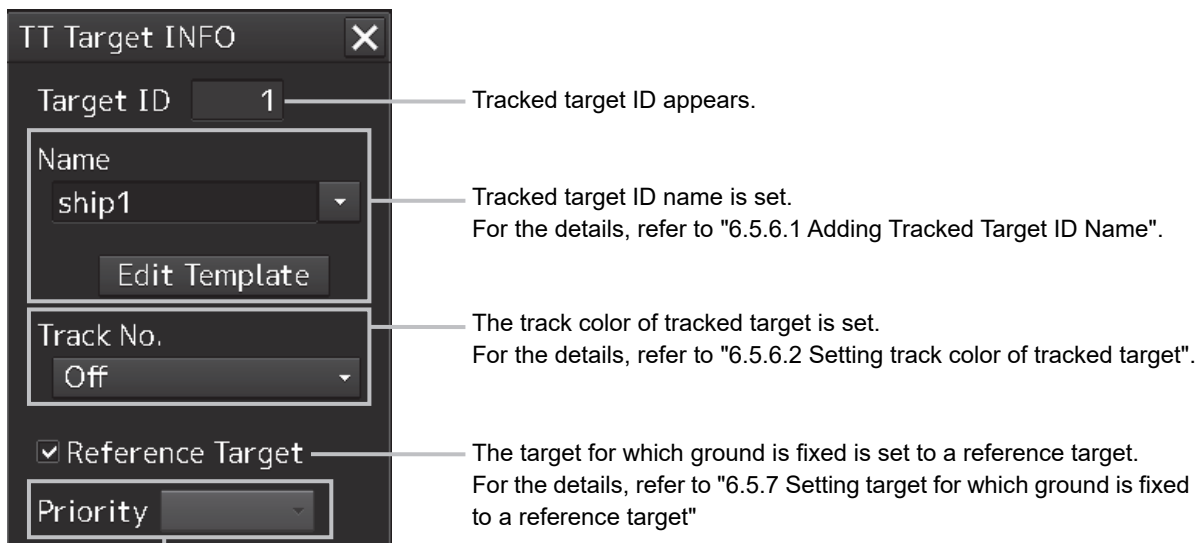 TT Target INFO
Target ID 1
Tracked target ID appears.
Name
ship1
Edit Template
Tracked target ID name is set.
For the details, refer to "6.5.6.1 Adding Tracked Target ID Name".
Track No.
Off
The track color of tracked target is set.
For the details, refer to "6.5.6.2 Setting track color of tracked target".
Reference Target
The target for which ground is fixed is set to a reference target.
For the details, refer to "6.5.7 Setting target for which ground is fixed
to a reference target"
Priority